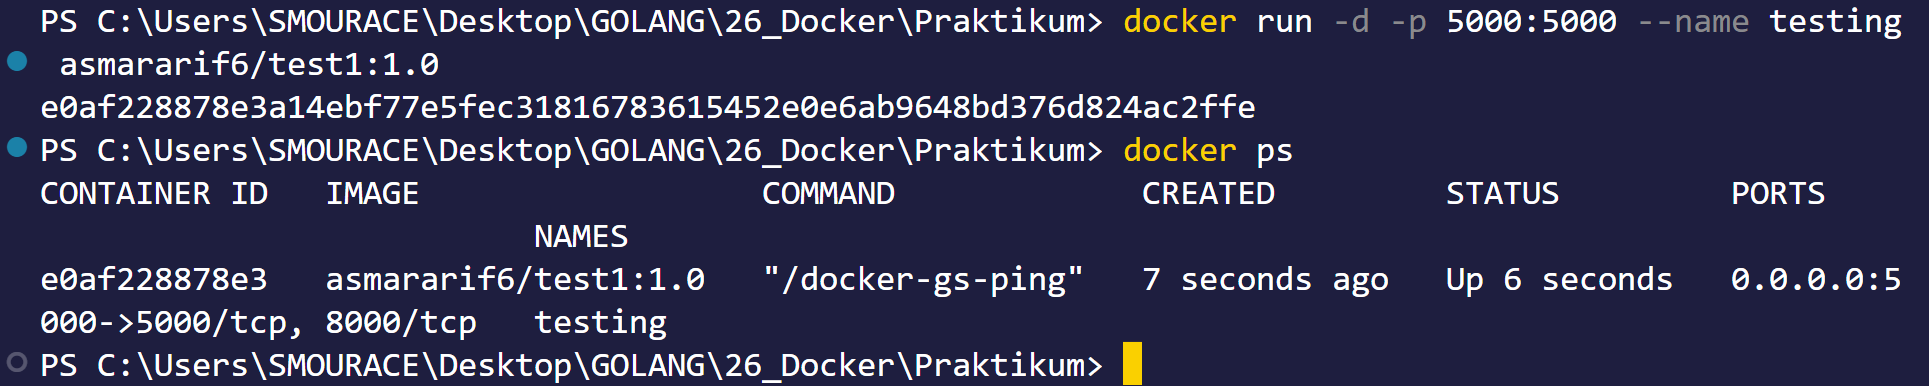 PS C:\Users\SMOURACE\Desktop\GOLANG\26_Docker\Praktikum> docker run -d -p 5000:5000 --name testing
 asmararif6/test1:1.0
e0af228878e3a14ebf77e5fec31816783615452e0e6ab9648bd376d824ac2ffe
PS C:\Users\SMOURACE\Desktop\GOLANG\26_Docker\Praktikum> docker ps
CONTAINER ID   IMAGE                  COMMAND             CREATED         STATUS         PORTS
                          NAMES
e0af228878e3   asmararif6/test1:1.0   "/docker-gs-ping"   7 seconds ago   Up 6 seconds   0.0.0.0:5
000->5000/tcp, 8000/tcp   testing
PS C:\Users\SMOURACE\Desktop\GOLANG\26_Docker\Praktikum>